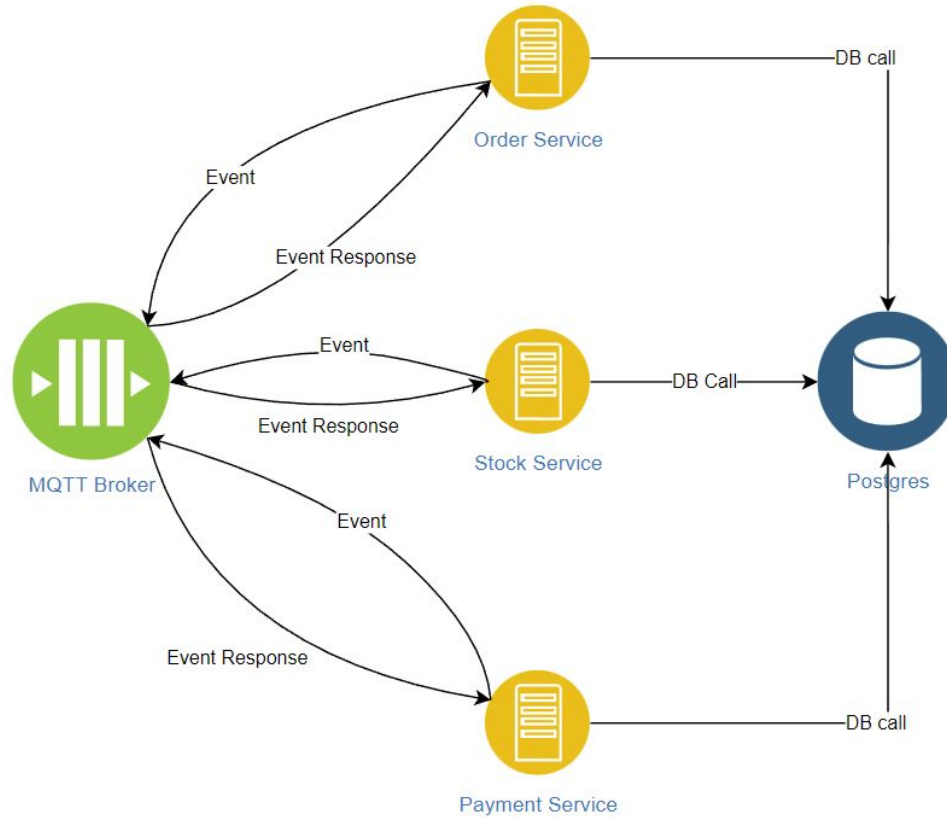 DB call
Order Service
Event
Event Response
Event
DB Call
Event Response
Stock Service
MQTT Broker
Postgres
Event
Event Response
DB call
Payment Service